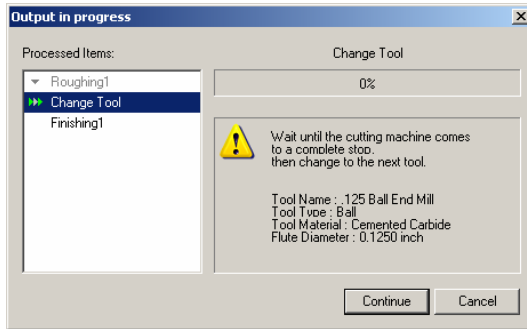 Output in progress
Processed Items:
Roughing1
Change Tool
Finishing1
Change Tool
0%
Wait until the cutting machine comes
to a complete stop.
then change to the next tool.
Tool Name : .125 Ball End Mill
Tool Type : Ball
Tool Material : Cemented Carbide
Flute Diameter : 0.1250 inch
Continue
Cancel